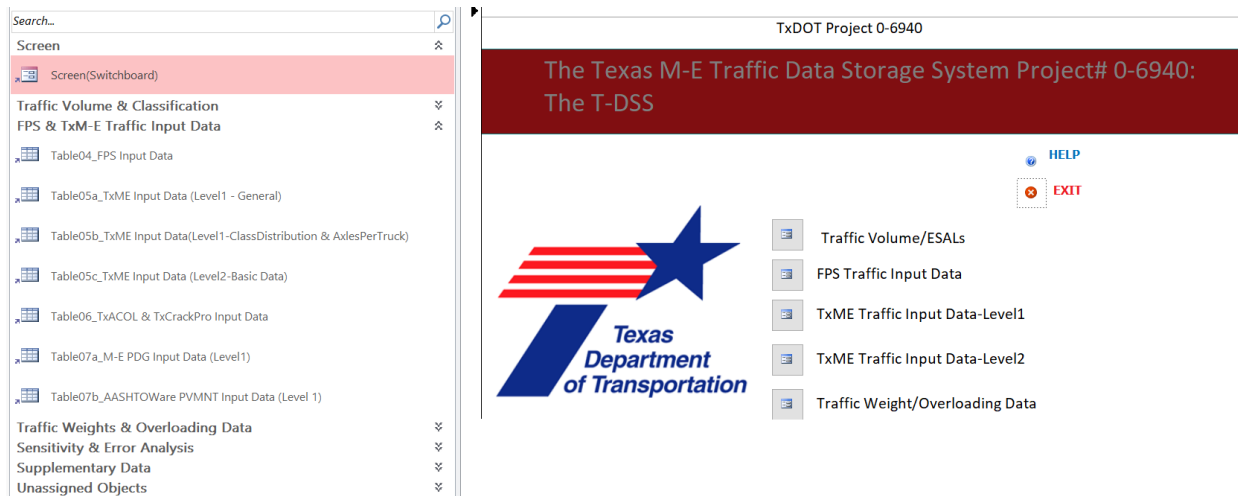 Search...
Screen
Screen(Switchboard)
Traffic Volume & Classification
FPS & TxM-E Traffic Input Data
Table04_FPS Input Data
Table05a_TxME Input Data (Level1 - General)
Table05b_TxME Input Data(Level1-ClassDistribution & AxlesPerTruck)
Table05c_TxME Input Data (Level2-Basic Data)
Table06_TxACOL & TxCrackPro Input Data
Table07a_M-E PDG Input Data (Level1)
Table07b_AASHTOWare PVMNT Input Data (Level 1)
Traffic Weights & Overloading Data
Sensitivity & Error Analysis
Supplementary Data
Unassigned Objects
TxDOT Project 0-6940
The Texas M-E Traffic Data Storage System Project# 0-6940:
The T-DSS
HELP
EXIT
Texas
Department
of Transportation
Traffic Volume/ESALs
FPS Traffic Input Data
TxME Traffic Input Data-Level1
TxME Traffic Input Data-Level2
Traffic Weight/Overloading Data